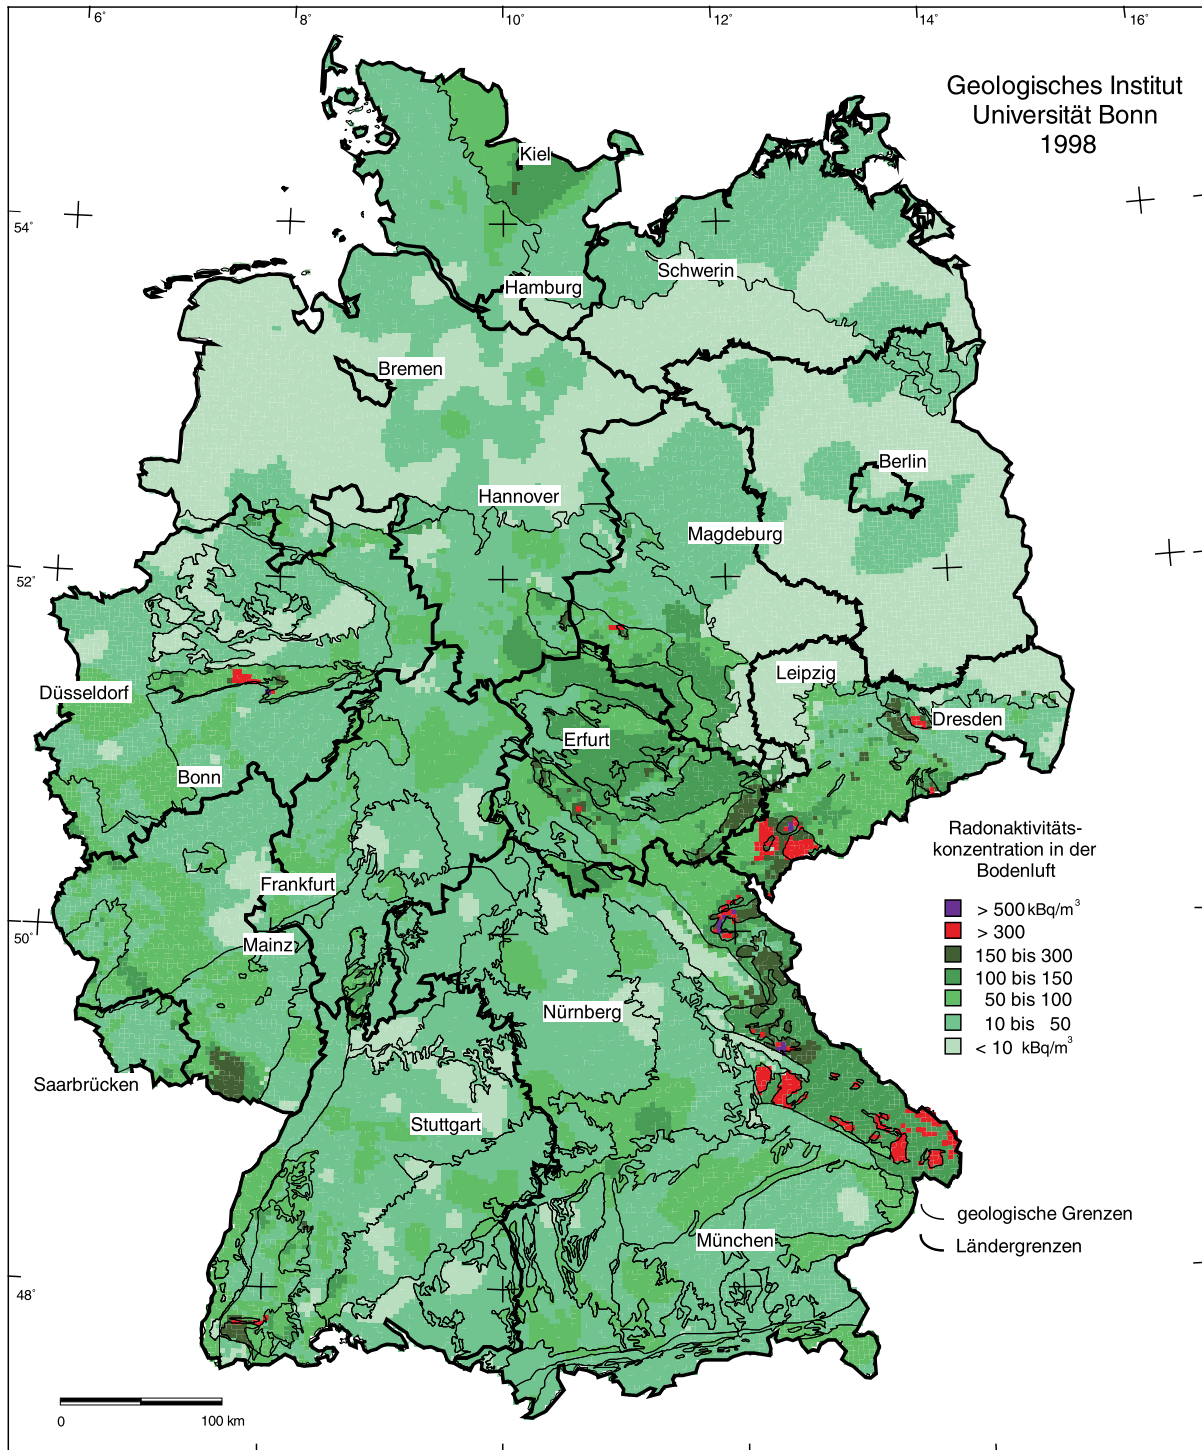 6°
8°
10°
12°
14°
16°
Geologisches Institut
Universität Bonn
1998
Kiel
54°
Schwerin
Hamburg
Bremen
Berlin
Hannover
Magdeburg
52°
Leipzig
Düsseldorf
Dresden
Erfurt
Bonn
Radonaktivitäts-
konzentration in der
Bodenluft
Frankfurt
> 500 kBq/m³
> 300
50°
Mainz
150 bis 300
100 bis 150
50 bis 100
Nürnberg
10 bis 50
< 10 kBq/m³
Saarbrücken
Stuttgart
geologische Grenzen
München
Ländergrenzen
48°
0
100 km